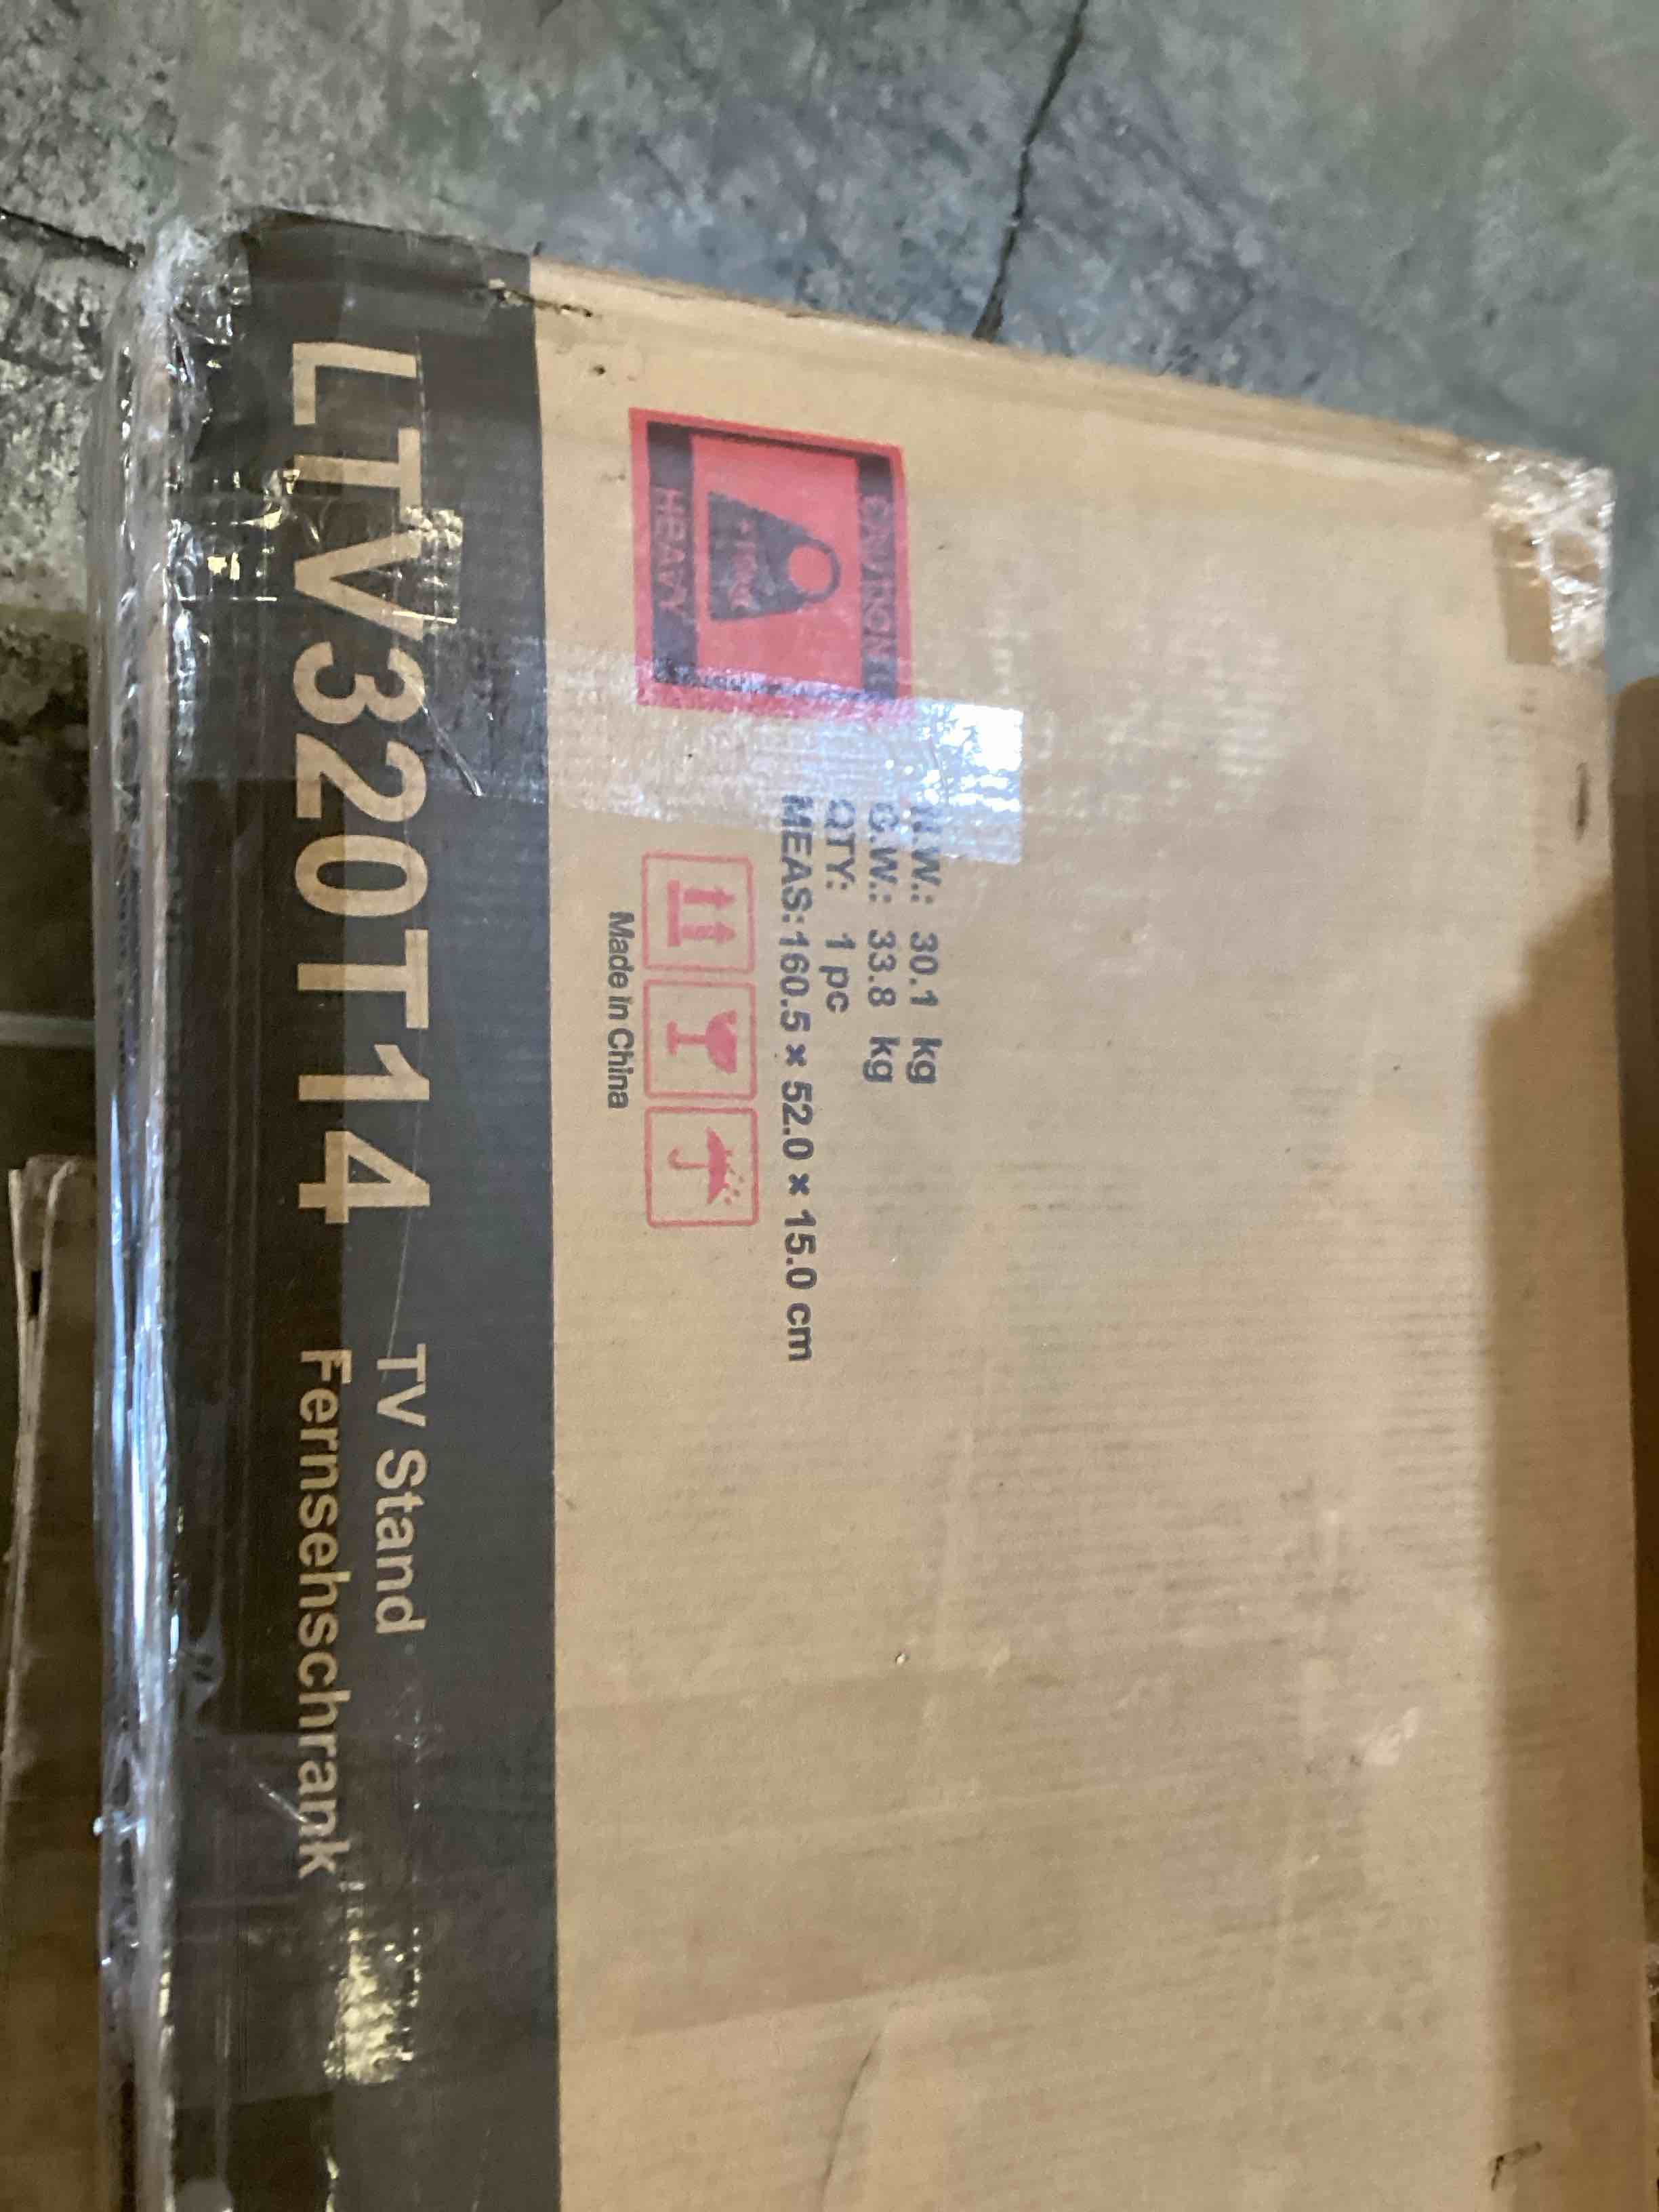 CAUTION
HEAVY
N.W.: 30.1 kg
G.W.: 33.8 kg
QTY: 1 pc
MEAS:160.5 × 52.0 × 15.0 cm
Made in China
LTV320T14
TV Stand
Fernsehschrank